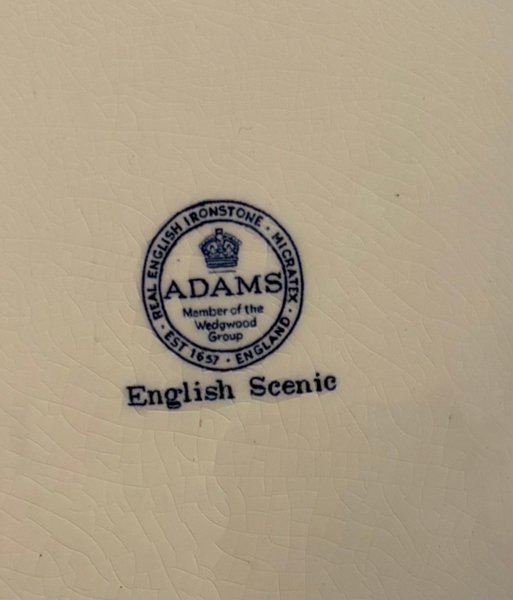 REAL ENGLISH IRONSTONE · MICRATEX ·
ADAMS
Member of the
Wedgwood
Group
· EST 1657 · ENGLAND ·
English Scenic